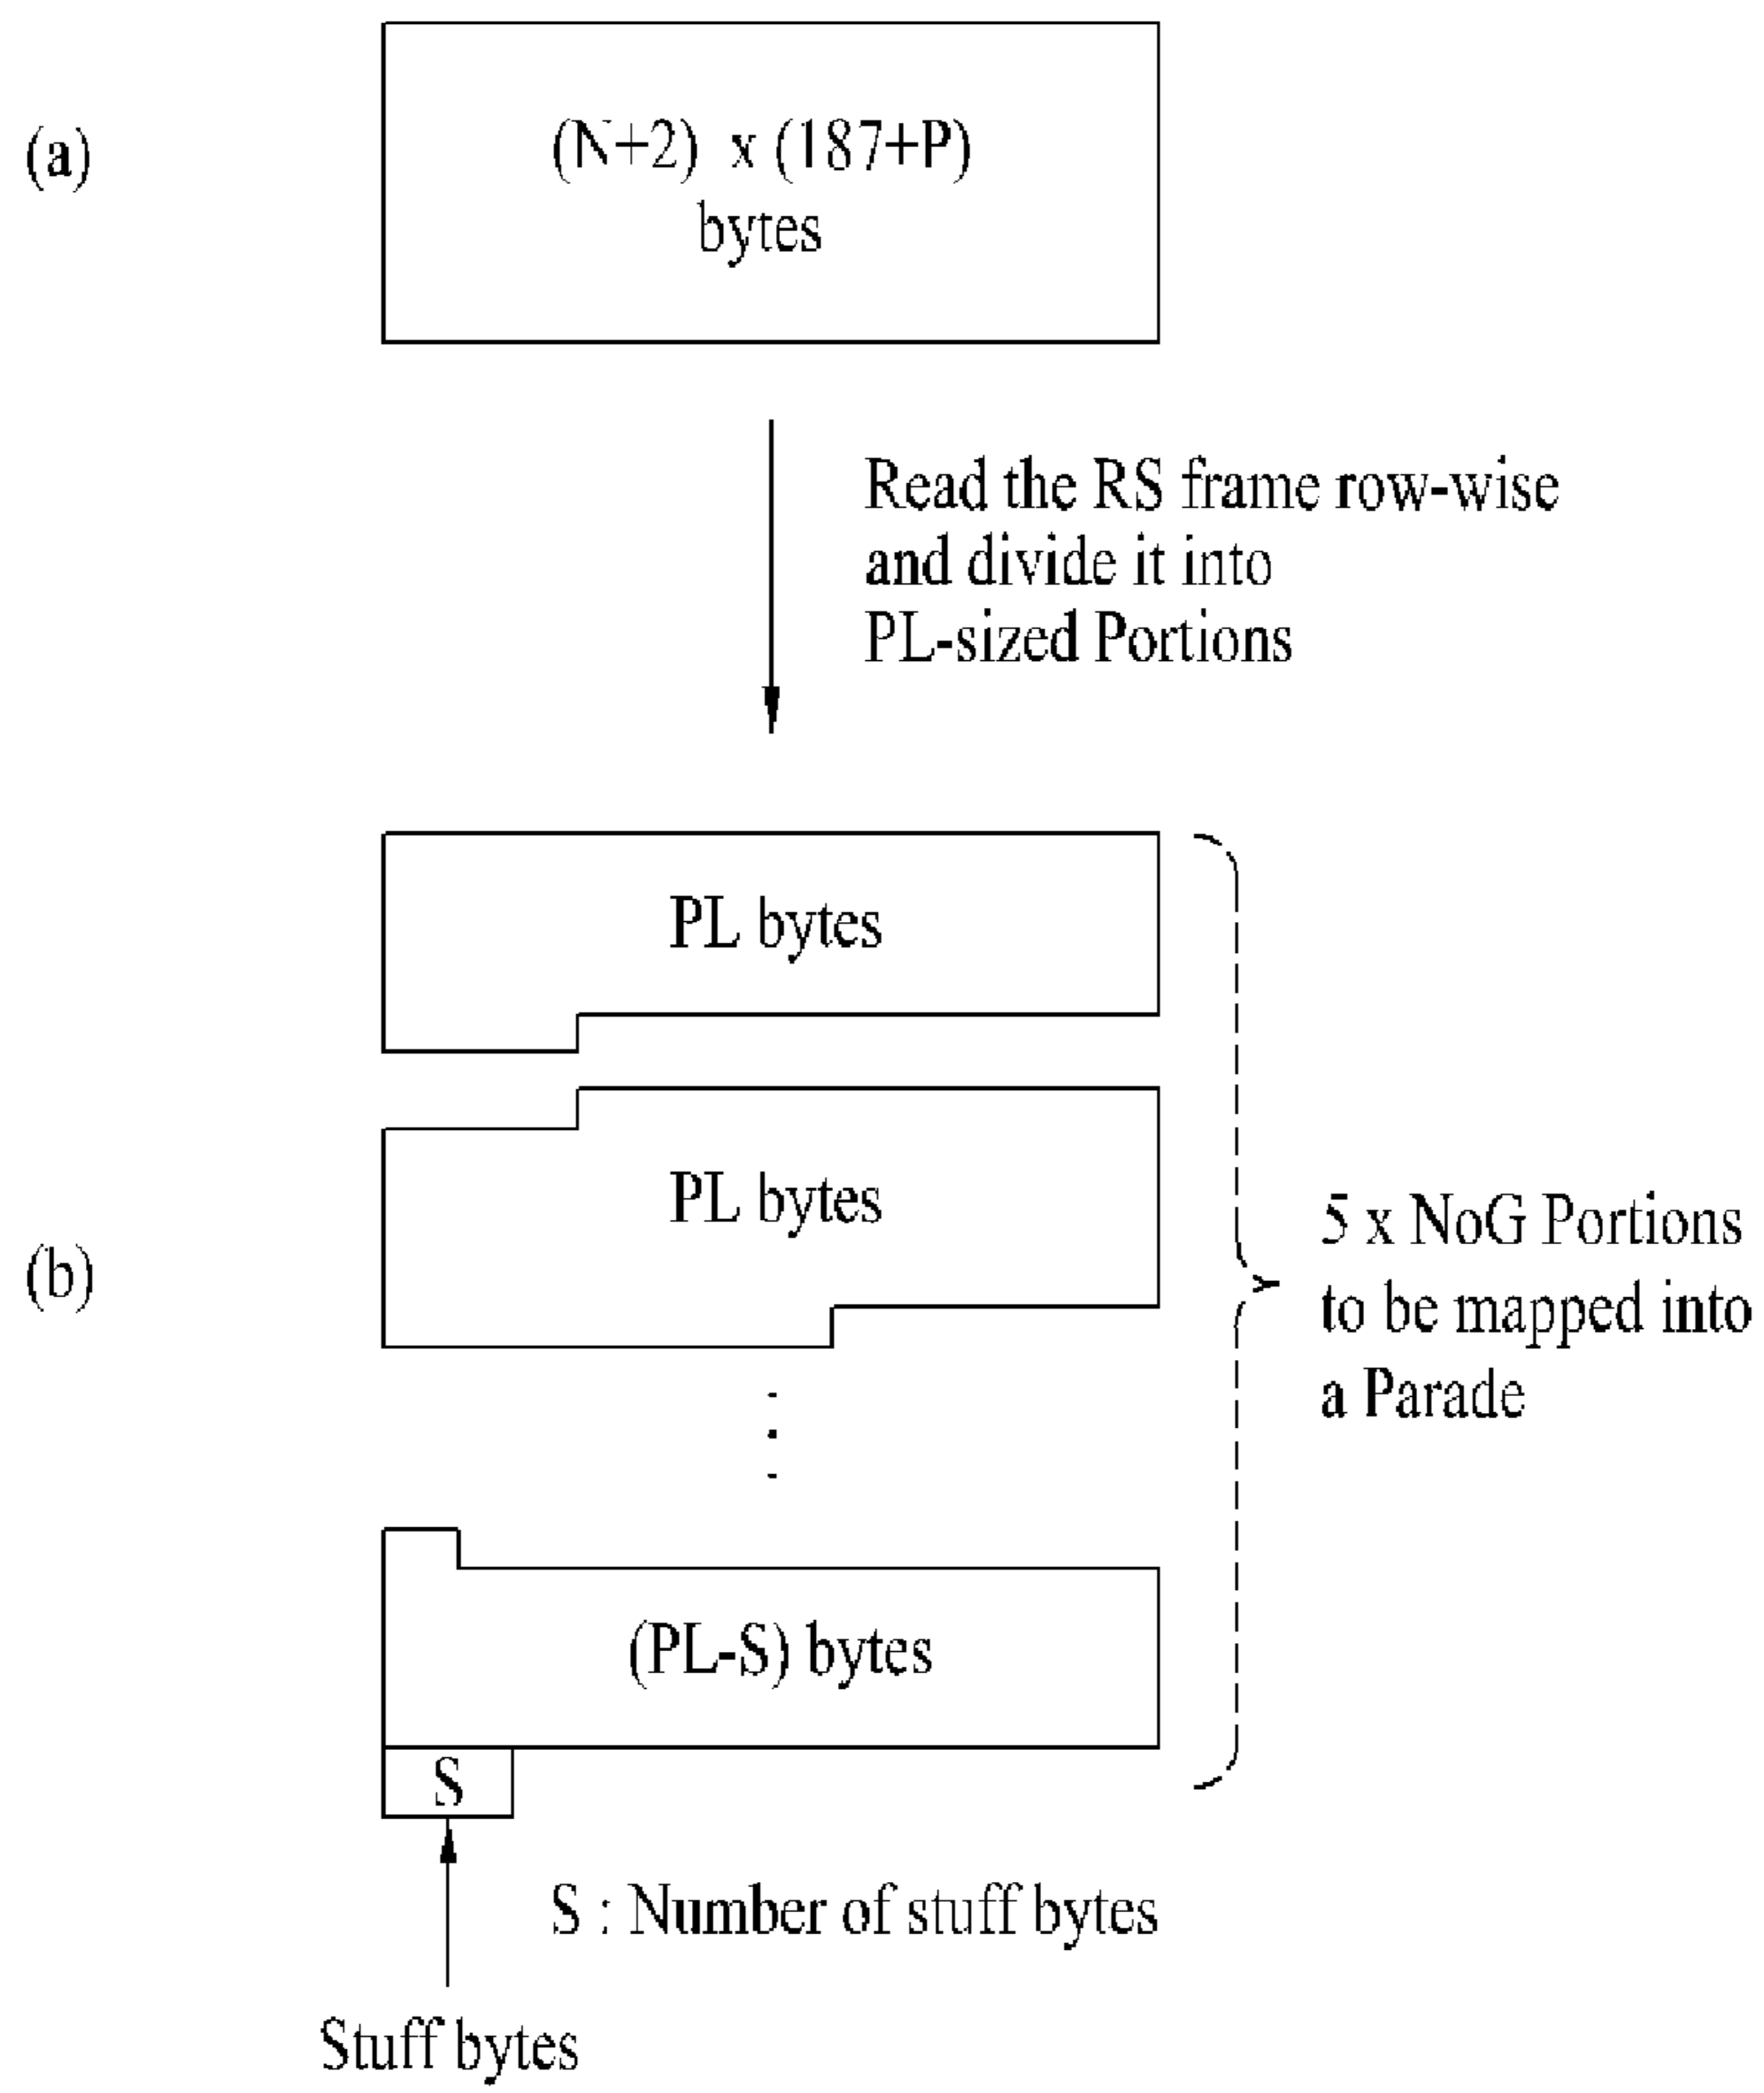 (a)
(N+2) x (187+P)
bytes
Read the RS frame row-wise
and divide it into
PL-sized Portions
(b)
PL bytes
PL bytes
5 x NoG Portions
to be mapped into
a Parade
(PL-S) bytes
S
S : Number of stuff bytes
Stuff bytes